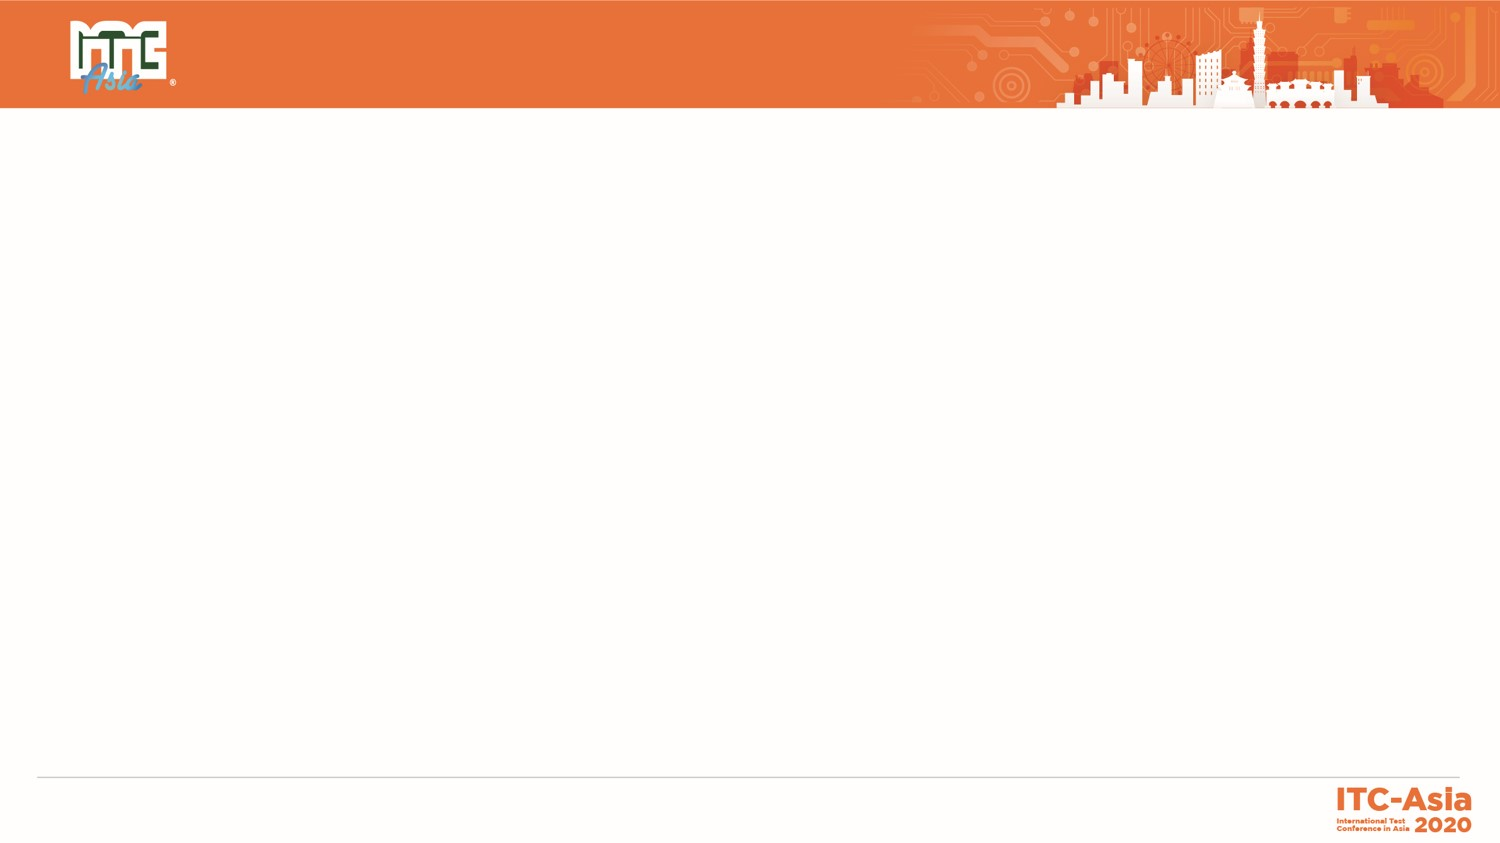 ITC
Asia
®
ITC-Asia
International Test
Conference in Asia
2020